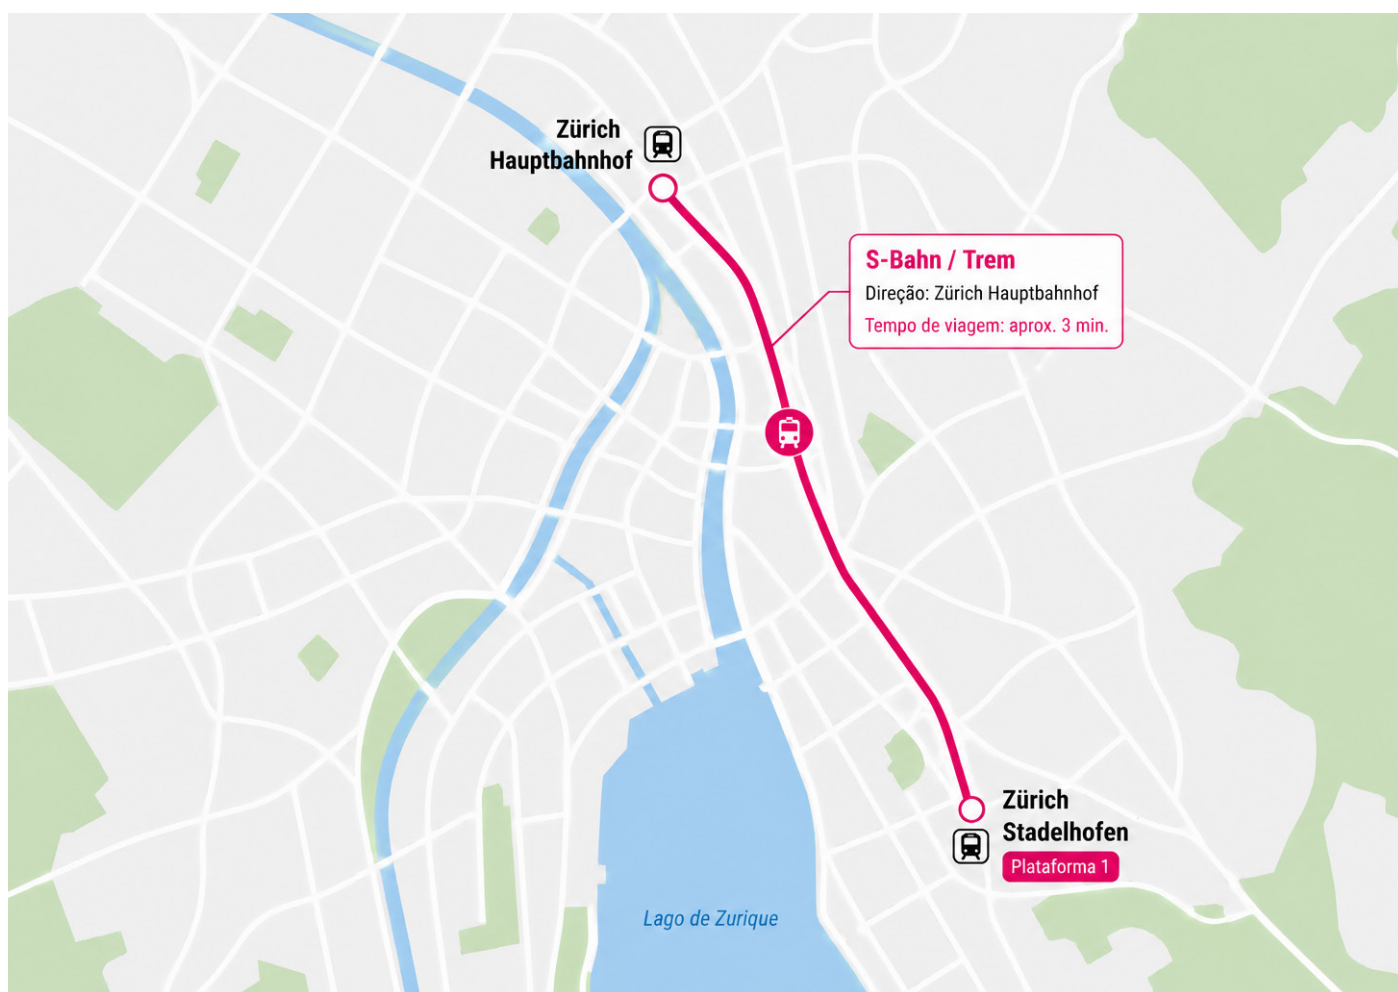 Zürich
Hauptbahnhof
S-Bahn / Trem
Direção: Zürich Hauptbahnhof
Tempo de viagem: aprox. 3 min.
Zürich
Stadelhofen
Plataforma 1
Lago de Zurique